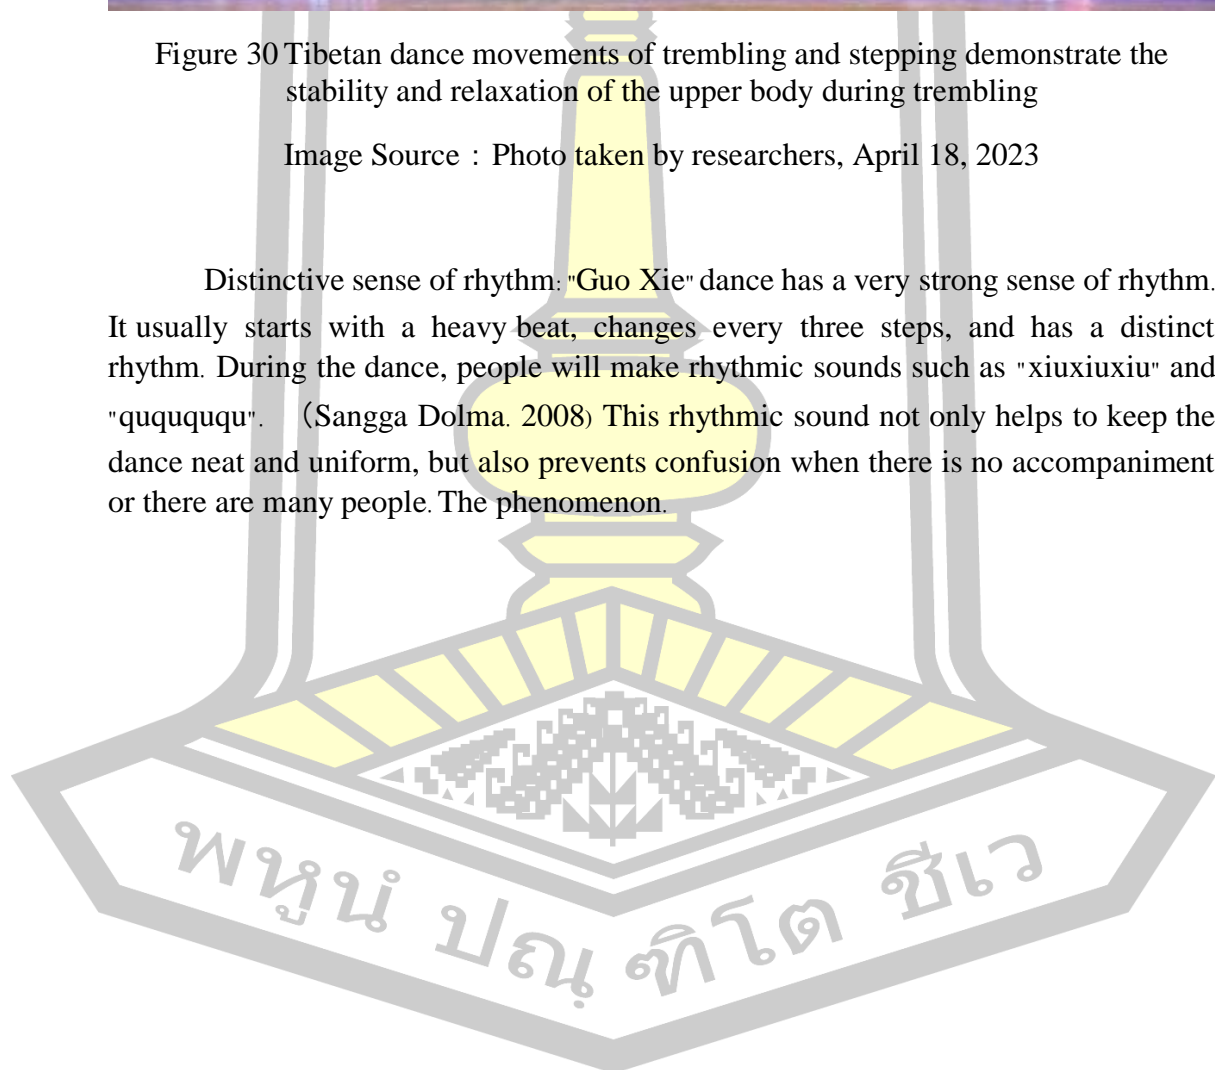 Figure 30 Tibetan dance movements of trembling and stepping demonstrate the
stability and relaxation of the upper body during trembling
Image Source：Photo taken by researchers, April 18, 2023
Distinctive sense of rhythm: "Guo Xie" dance has a very strong sense of rhythm.
It usually starts with a heavy beat, changes every three steps, and has a distinct
rhythm. During the dance, people will make rhythmic sounds such as "xiuxiuxiu" and
"ququququ". （Sangga Dolma. 2008) This rhythmic sound not only helps to keep the
dance neat and uniform, but also prevents confusion when there is no accompaniment
or there are many people. The phenomenon.
พหูนํ ปณฺฑิโต ชีเว